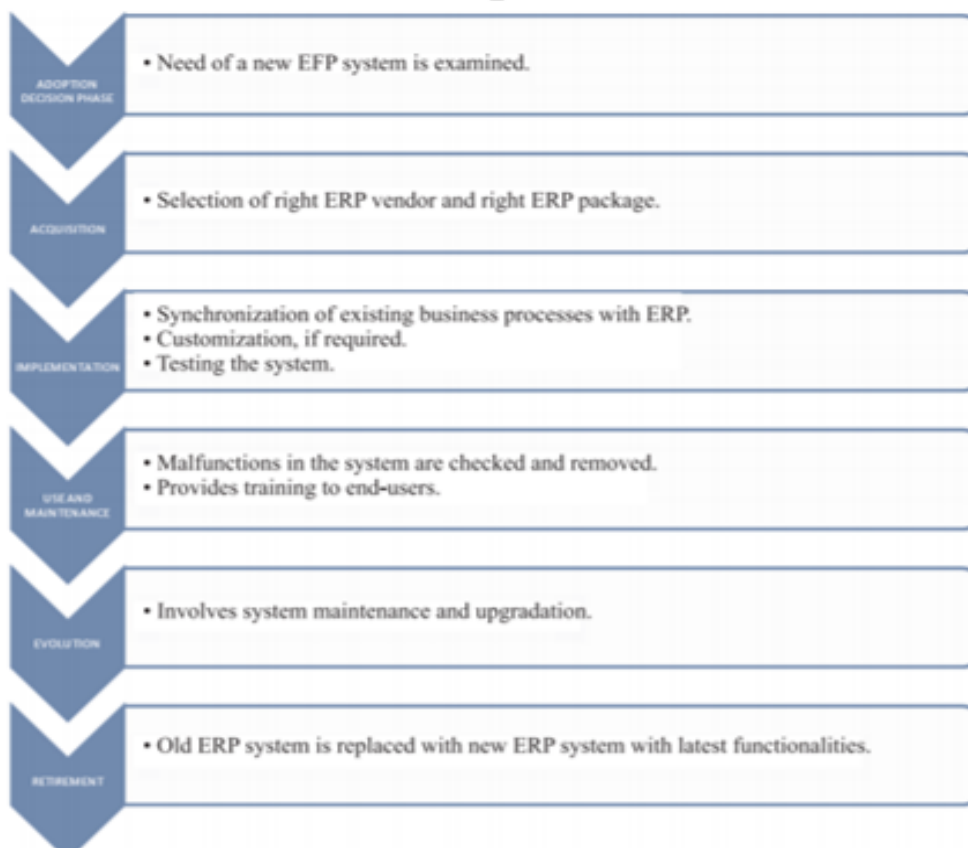 ADOPTION
DECISION PHASE
• Need of a new EFP system is examined.
ACQUISITION
• Selection of right ERP vendor and right ERP package.
IMPLEMENTATION
• Synchronization of existing business processes with ERP.
• Customization, if required.
• Testing the system.
USE AND
MAINTENANCE
• Malfunctions in the system are checked and removed.
• Provides training to end-users.
EVOLUTION
• Involves system maintenance and upgradation.
RETIREMENT
• Old ERP system is replaced with new ERP system with latest functionalities.